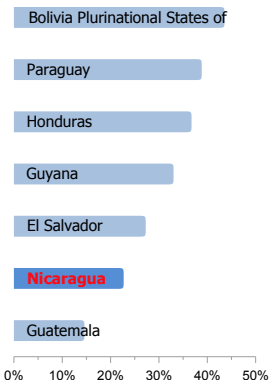 Bolivia Plurinational States of
Paraguay
Honduras
Guyana
El Salvador
Nicaragua
Guatemala
0% 10% 20% 30% 40% 50%